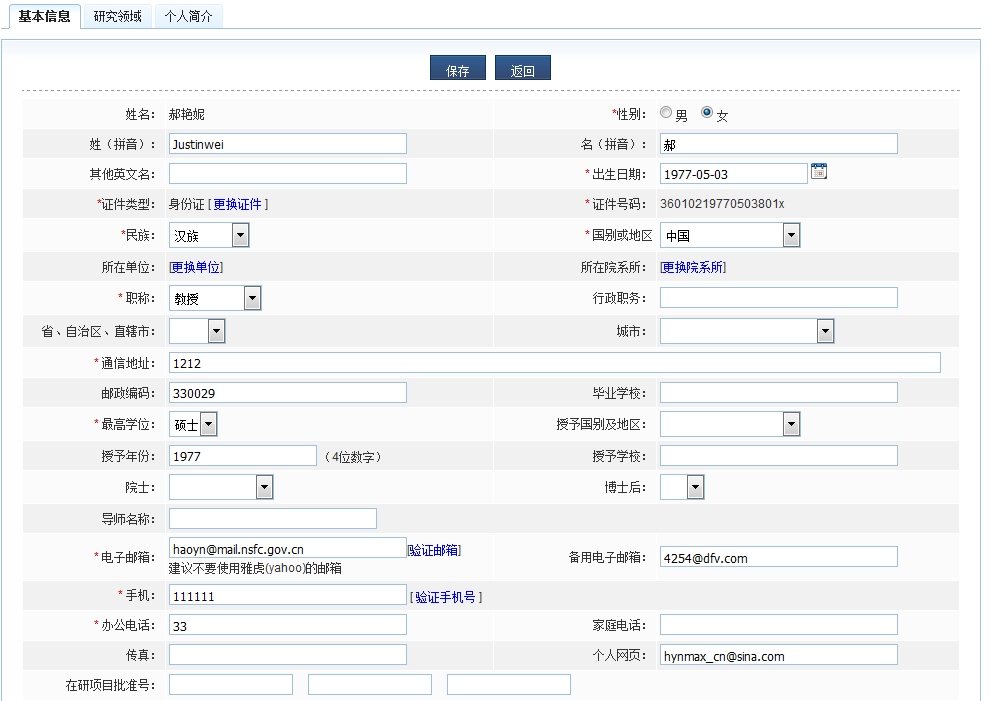 基本信息 研究领域 个人简介
保存 返回
姓名: 郝艳妮 *性别: 男 女
姓（拼音）: Justinwei 名（拼音）: 郝
其他英文名: *出生日期: 1977-05-03
*证件类型: 身份证 [ 更换证件 ] *证件号码: 36010219770503801x
*民族: 汉族 *国别或地区 中国
所在单位: [更换单位] 所在院系所: [更换院系所]
*职称: 教授 行政职务:
省、自治区、直辖市: 城市:
*通信地址: 1212
邮政编码: 330029 毕业学校:
*最高学位: 硕士 授予国别及地区:
授予年份: 1977 （4位数字） 授予学校:
院士: 博士后:
导师名称:
*电子邮箱: haoyn@mail.nsfc.gov.cn [验证邮箱] 备用电子邮箱: 4254@dfv.com
建议不要使用雅虎(yahoo)的邮箱
*手机: 111111 [ 验证手机号 ]
*办公电话: 33 家庭电话:
传真: 个人网页: hynmax_cn@sina.com
在研项目批准号: